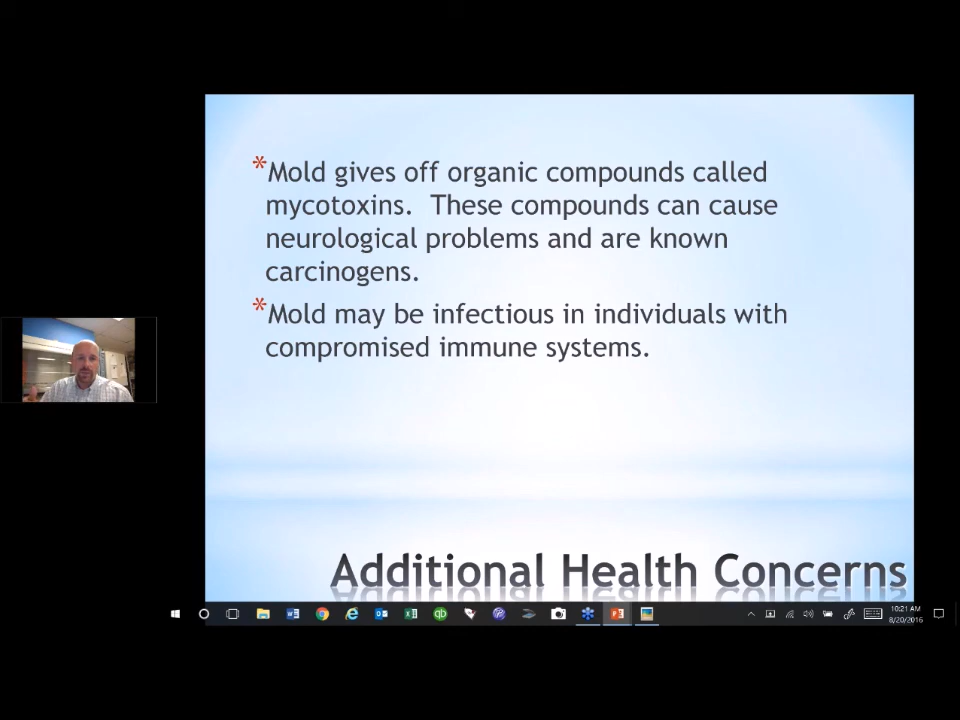 *Mold gives off organic compounds called
mycotoxins.  These compounds can cause
neurological problems and are known
carcinogens.
*Mold may be infectious in individuals with
compromised immune systems.
Additional Health Concerns
10:21 AM
8/20/2016